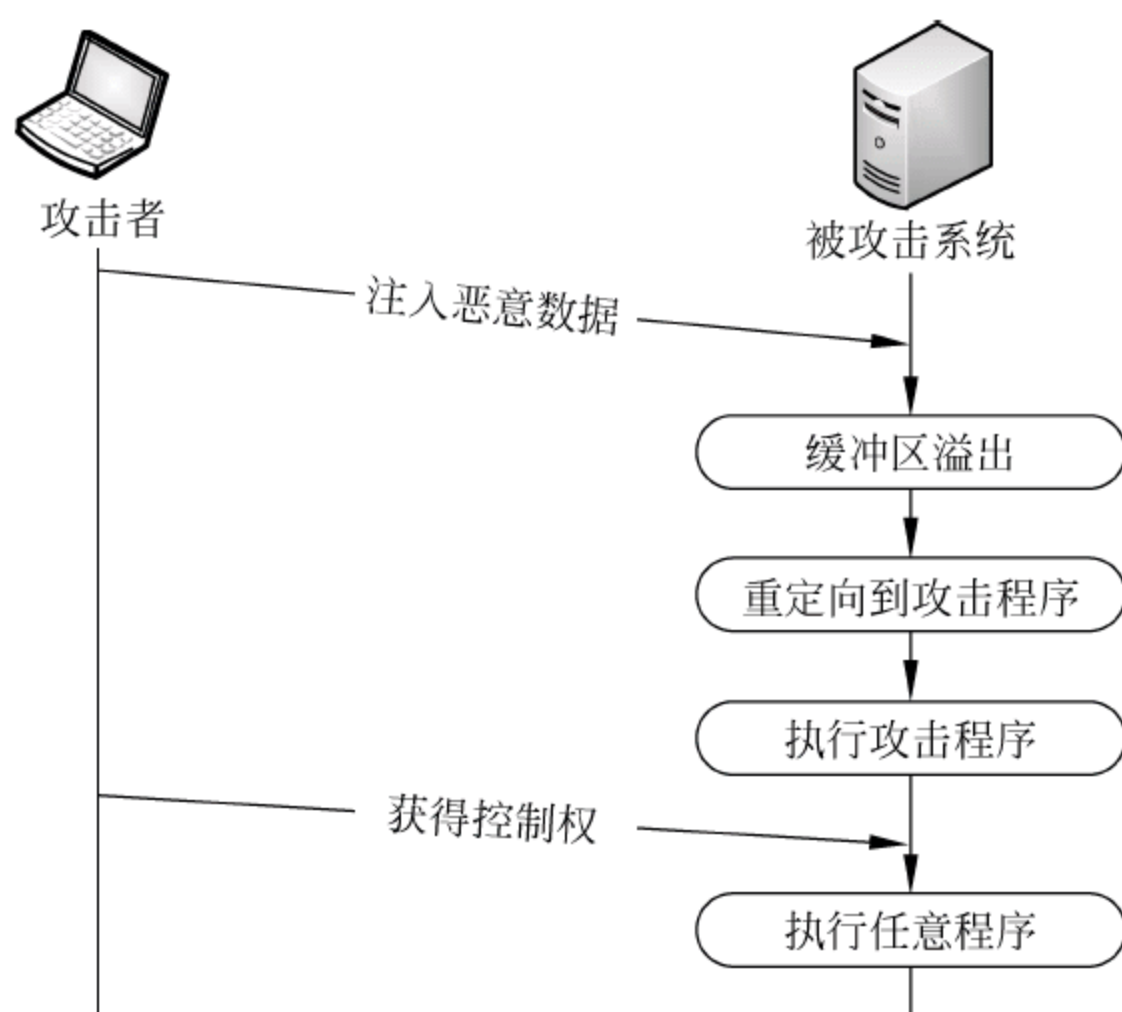 攻击者
被攻击系统
注入恶意数据
缓冲区溢出
重定向到攻击程序
执行攻击程序
获得控制权
执行任意程序